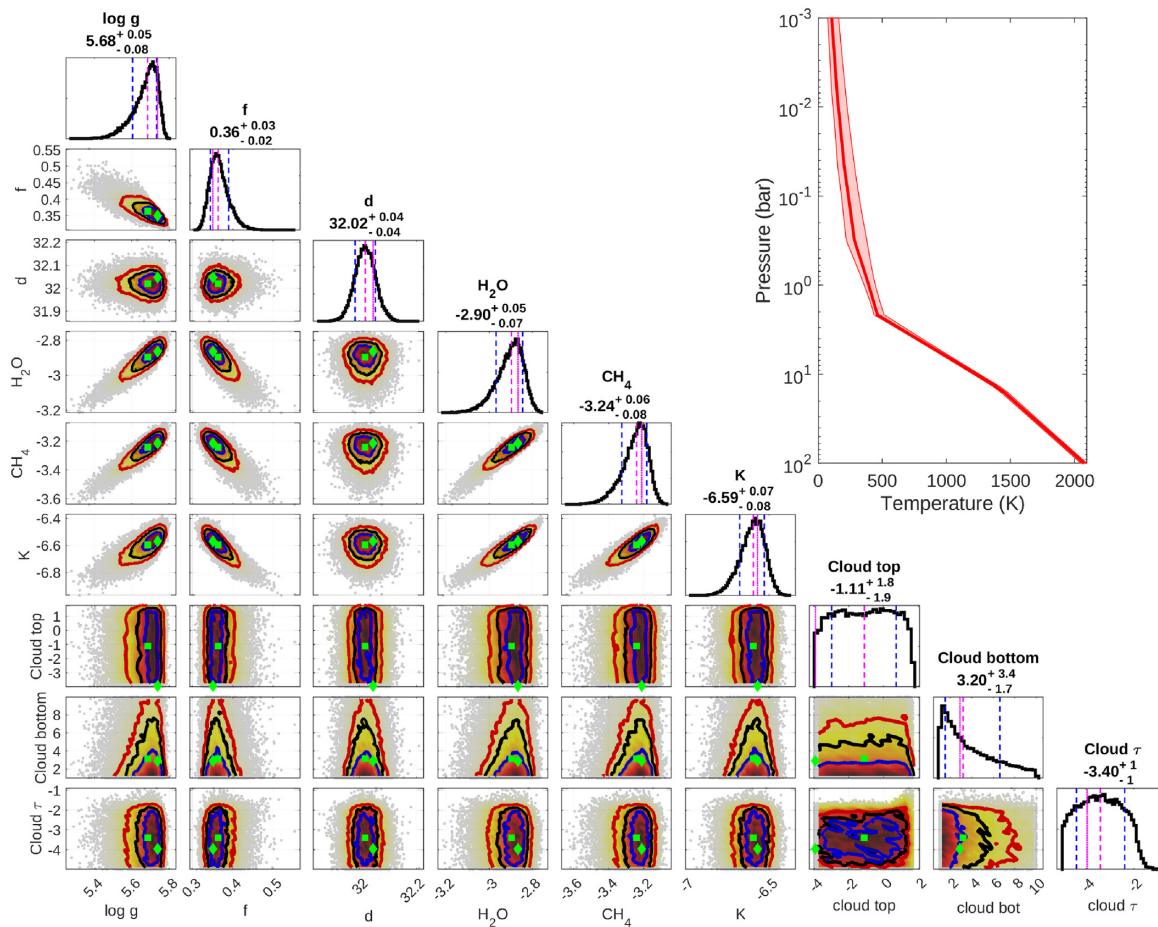 log g
5.68 + 0.05 - 0.08
f
0.36 + 0.03 - 0.02
d
32.02 + 0.04 - 0.04
H2O
-2.90 + 0.05 - 0.07
CH4
-3.24 + 0.06 - 0.08
K
-6.59 + 0.07 - 0.08
Cloud top
-1.11 + 1.8 - 1.9
Cloud bottom
3.20 + 3.4 - 1.7
Cloud τ
-3.40 + 1 - 1
10-3
10-2
10-1
100
101
102
Pressure (bar)
0 500 1000 1500 2000
Temperature (K)
f
0.55
0.45
0.4
0.35
d
32.2
32.1
32
31.9
H2O
-2.8
-3
-3.2
CH4
-3.2
-3.4
-3.6
K
-6.4
-6.6
-6.8
Cloud top
1
0
-1
-2
-3
Cloud bottom
8
6
4
2
Cloud τ
-1
-2
-3
-4
5.4 5.6 5.8
0.3 0.4 0.5
32 32.2
-3.2 -3 -2.8
-3.6 -3.4 -3.2
-7 -6.5
-4 -2 0 2
2 4 6 8 10
-4 -2
log g
f
d
H2O
CH4
K
cloud top
cloud bot
cloud τ